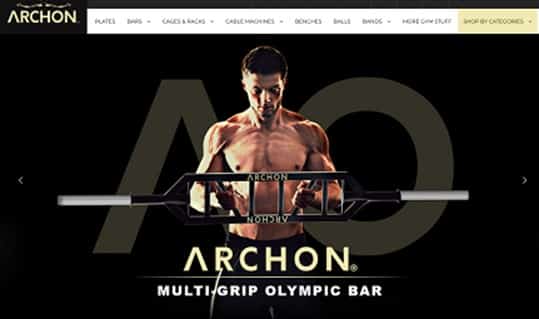 ARCHON
PLATES BARS CAGES & RACKS CABLE MACHINES BENCHES BALLS BANDS MORE GYM STUFF SHOP BY CATEGORIES
AO
ARCHON
ARCHON
ARCHON®
MULTI-GRIP OLYMPIC BAR